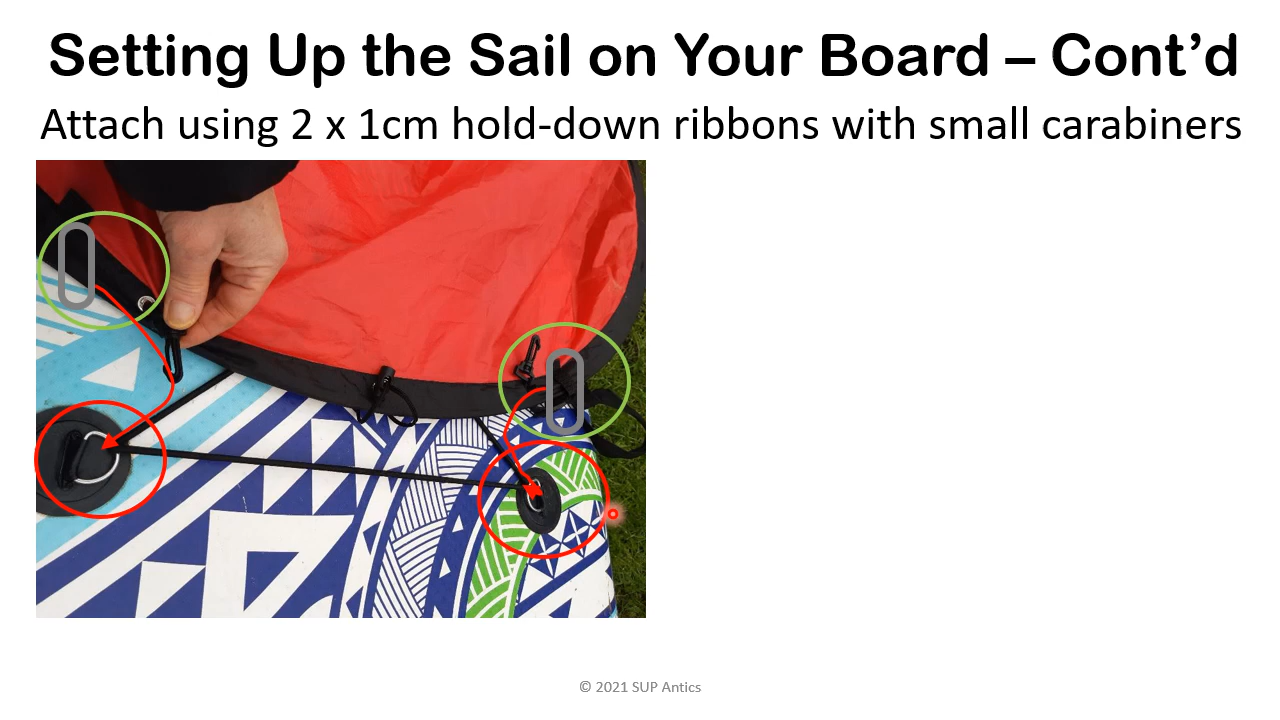 Setting Up the Sail on Your Board – Cont’d
Attach using 2 x 1cm hold-down ribbons with small carabiners
© 2021 SUP Antics